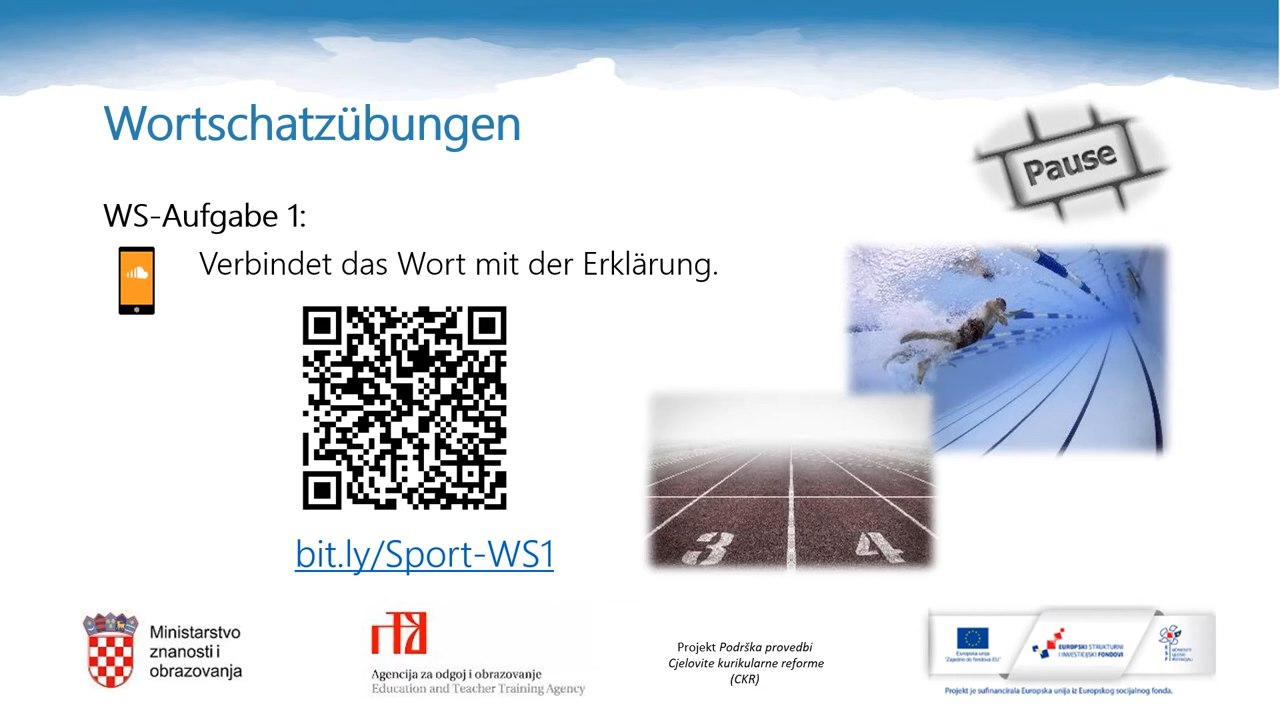 Wortschatzübungen
Pause
WS-Aufgabe 1:
Verbindet das Wort mit der Erklärung.
bit.ly/Sport-WS1
3 4
Ministarstvo
znanosti i
obrazovanja
Agencija za odgoj i obrazovanje
Education and Teacher Training Agency
Projekt Podrška provedbi
Cjelovite kurikularne reforme
(CKR)
Europska unija
"Zajedno do fondova EU"
EUROPSKI STRUKTURNI
I INVESTICIJSKI FONDOVI
Projekt je sufinancirala Europska unija iz Europskog socijalnog fonda.